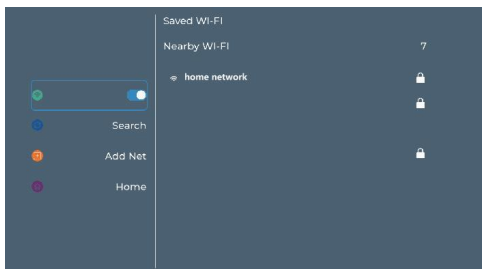 Saved WI-FI
Nearby WI-FI 7
home network
Search
Add Net
Home